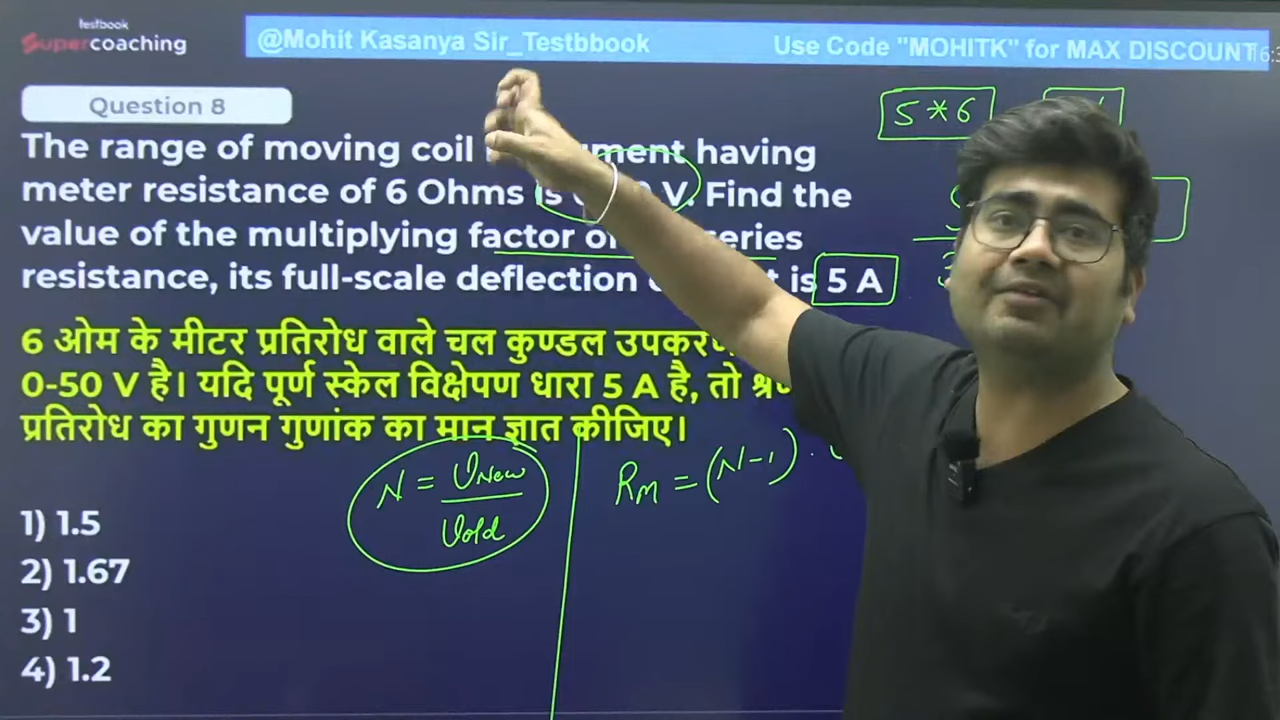 testbook
Supercoaching
@Mohit Kasanya Sir_Testbbook
Use Code "MOHITK" for MAX DISCOUNT
Question 8
The range of moving coil having
meter resistance of 6 Ohms is V. Find the
value of the multiplying factor of series
resistance, its full-scale deflection is 5 A
6 ओम के मीटर प्रतिरोध वाले चल कुण्डल
0-50 V है। यदि पूर्ण स्केल विक्षेपण धारा 5 A है, तो
प्रतिरोध का गुणन गुणांक का मान ज्ञात कीजिए।
1) 1.5
2) 1.67
3) 1
4) 1.2
5*6
N = VNew
Vold
RM = (N-1) .